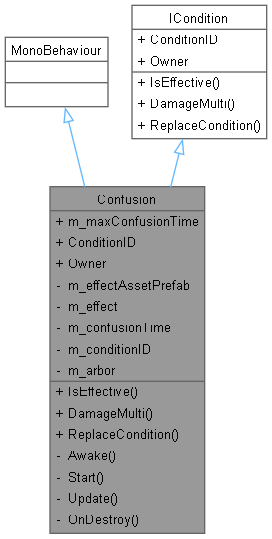 ICondition
+ ConditionID
+ Owner
+ IsEffective()
+ DamageMulti()
+ ReplaceCondition()
MonoBehaviour
Confusion
+ m_maxConfusionTime
+ ConditionID
+ Owner
- m_effectAssetPrefab
- m_effect
- m_confusionTime
- m_conditionID
- m_arbor
+ IsEffective()
+ DamageMulti()
+ ReplaceCondition()
- Awake()
- Start()
- Update()
- OnDestroy()